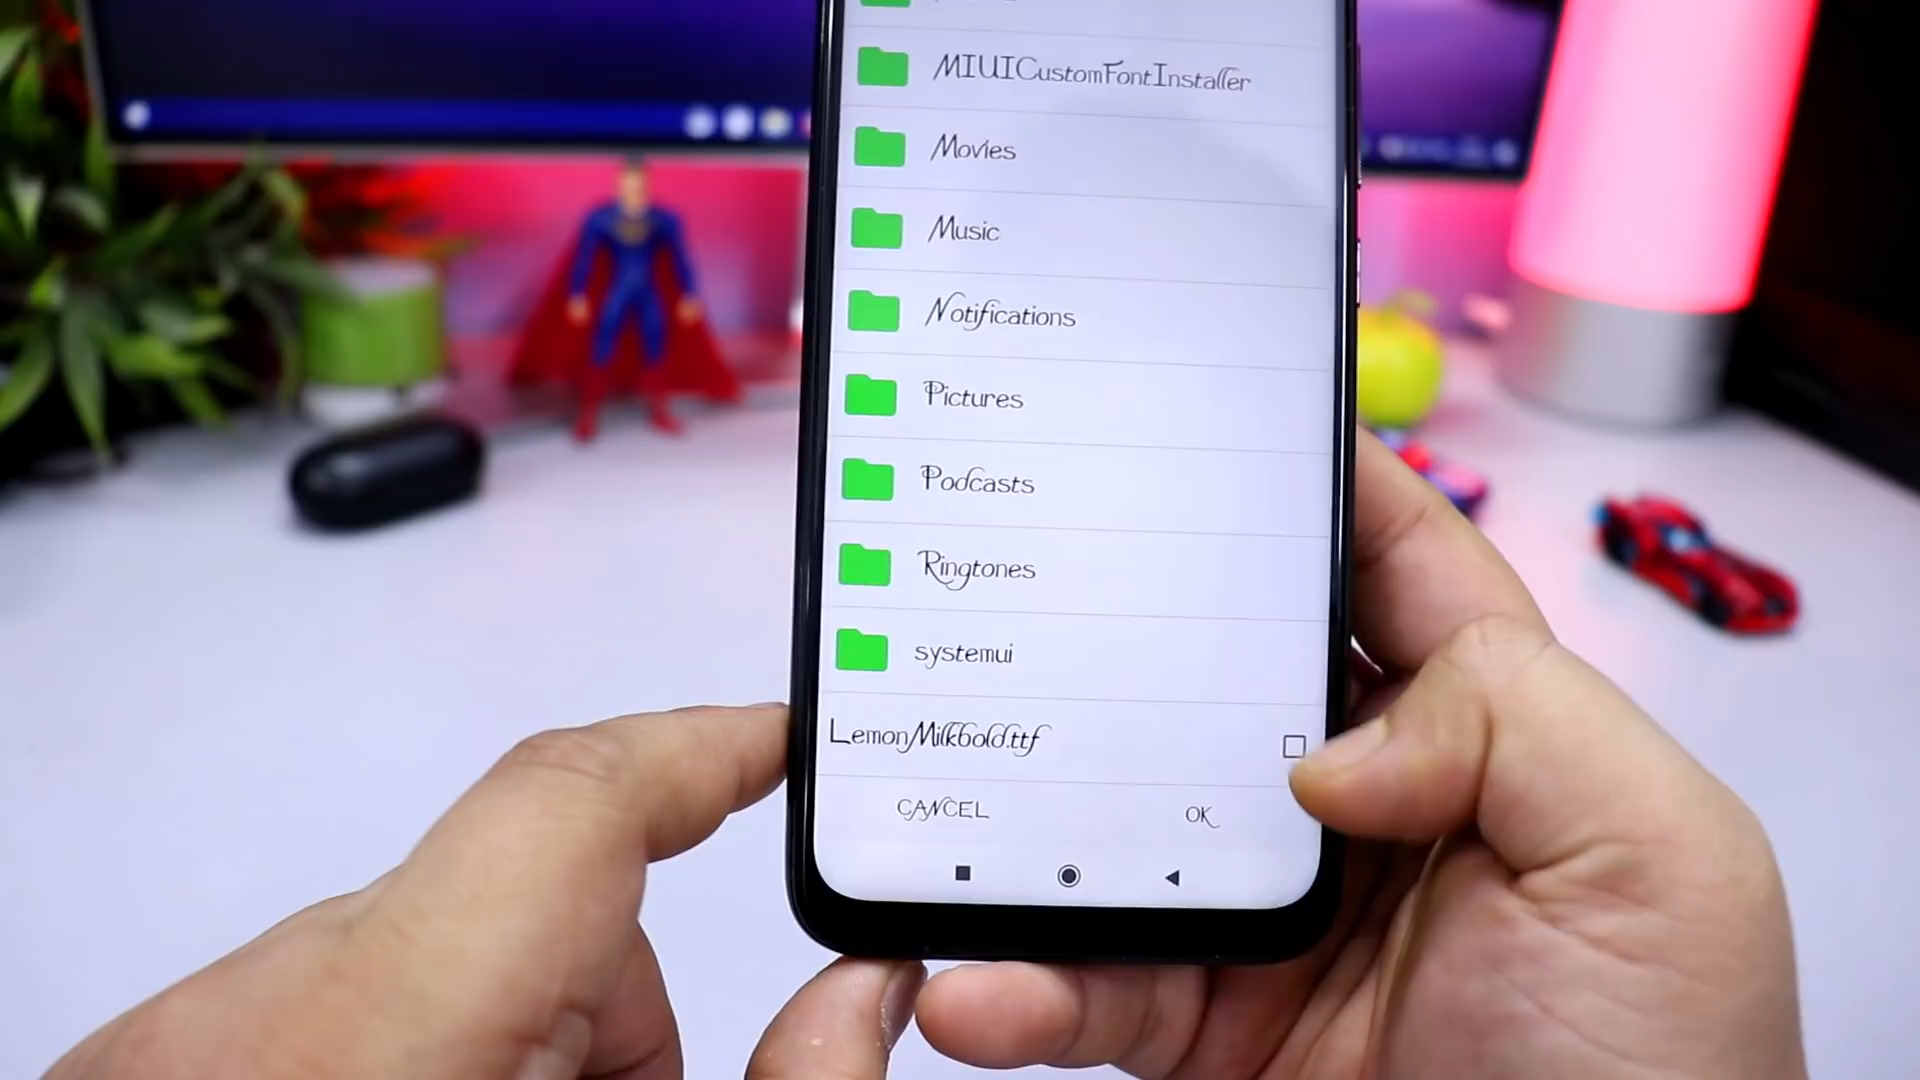 MIUICustomFontInstaller
Movies
Music
Notifications
Pictures
Podcasts
Ringtones
systemui
LemonMilkbold.ttf
CANCEL
OK